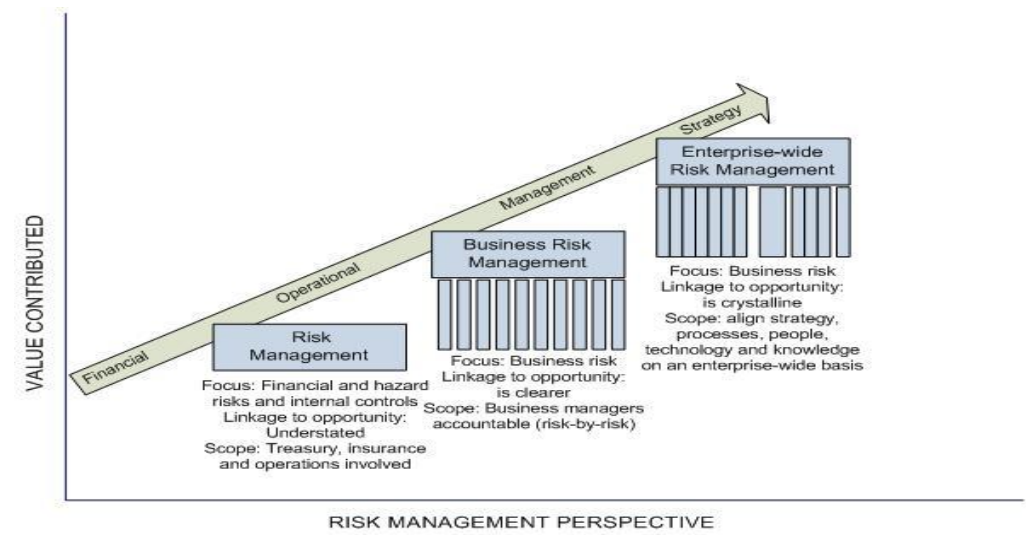 VALUE CONTRIBUTED
Financial
Operational
Management
Strategy
Risk
Management
Focus: Financial and hazard
risks and internal controls
Linkage to opportunity:
Understated
Scope: Treasury, insurance
and operations involved
Business Risk
Management
Focus: Business risk
Linkage to opportunity:
is clearer
Scope: Business managers
accountable (risk-by-risk)
Enterprise-wide
Risk Management
Focus: Business risk
Linkage to opportunity:
is crystalline
Scope: align strategy,
processes, people,
technology and knowledge
on an enterprise-wide basis
RISK MANAGEMENT PERSPECTIVE